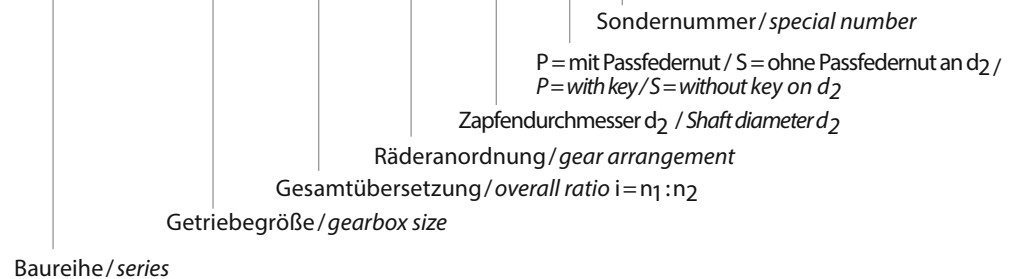 Sondernummer/special number
P=mit Passfedernut/S=ohne Passfedernut an d2/
P=with key/S=without key on d2
Zapfendurchmesser d2 /Shaft diameter d2
Räderanordnung/gear arrangement
Gesamtübersetzung/overall ratio i=n1:n2
Getriebegröße/gearbox size
Baureihe/series